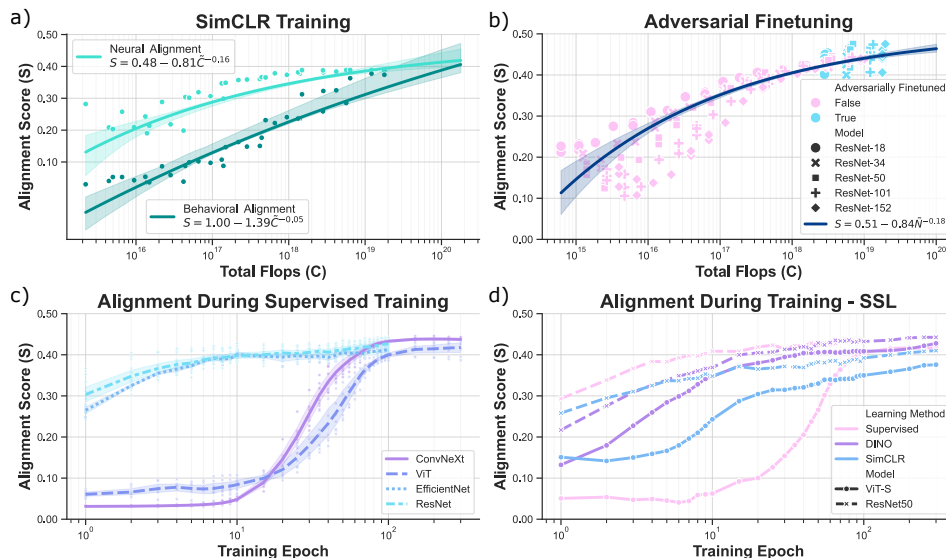 a)
SimCLR Training
Alignment Score (S)
0,50
0,40
0,30
0,20
0,10
Neural Alignment
S = 0.48 − 0.81C̃^−0.16
Behavioral Alignment
S = 1.00 − 1.39C̃^−0.05
10^16
10^17
10^18
10^19
10^20
Total Flops (C)
b)
Adversarial Finetuning
Alignment Score (S)
0.50
0.40
0.30
0.20
0.10
0.00
Adversarially Finetuned
False
True
Model
ResNet-18
ResNet-34
ResNet-50
ResNet-101
ResNet-152
S = 0.51 − 0.84Ñ^−0.18
10^15
10^16
10^17
10^18
10^19
10^20
Total Flops (C)
c)
Alignment During Supervised Training
Alignment Score (S)
0.50
0.40
0.30
0.20
0.10
0.00
ConvNeXt
ViT
EfficientNet
ResNet
10^0
10^1
10^2
Training Epoch
d)
Alignment During Training - SSL
Alignment Score (S)
0.50
0.40
0.30
0.20
0.10
0.00
Learning Method
Supervised
DINO
SimCLR
Model
ViT-S
ResNet50
10^0
10^1
10^2
Training Epoch